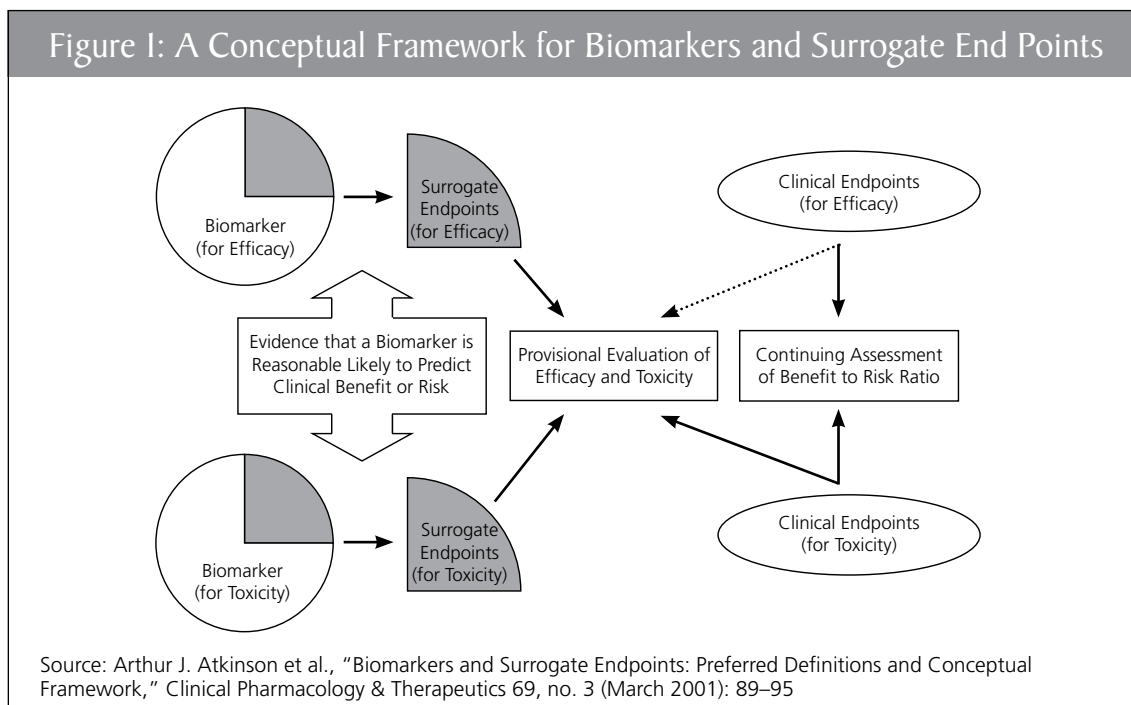 Figure 1: A Conceptual Framework for Biomarkers and Surrogate End Points
Biomarker
(for Efficacy)
Surrogate
Endpoints
(for Efficacy)
Clinical Endpoints
(for Efficacy)
Evidence that a Biomarker is
Reasonable Likely to Predict
Clinical Benefit or Risk
Provisional Evaluation of
Efficacy and Toxicity
Continuing Assessment
of Benefit to Risk Ratio
Biomarker
(for Toxicity)
Surrogate
Endpoints
(for Toxicity)
Clinical Endpoints
(for Toxicity)
Source: Arthur J. Atkinson et al., “Biomarkers and Surrogate Endpoints: Preferred Definitions and Conceptual
Framework,” Clinical Pharmacology & Therapeutics 69, no. 3 (March 2001): 89–95